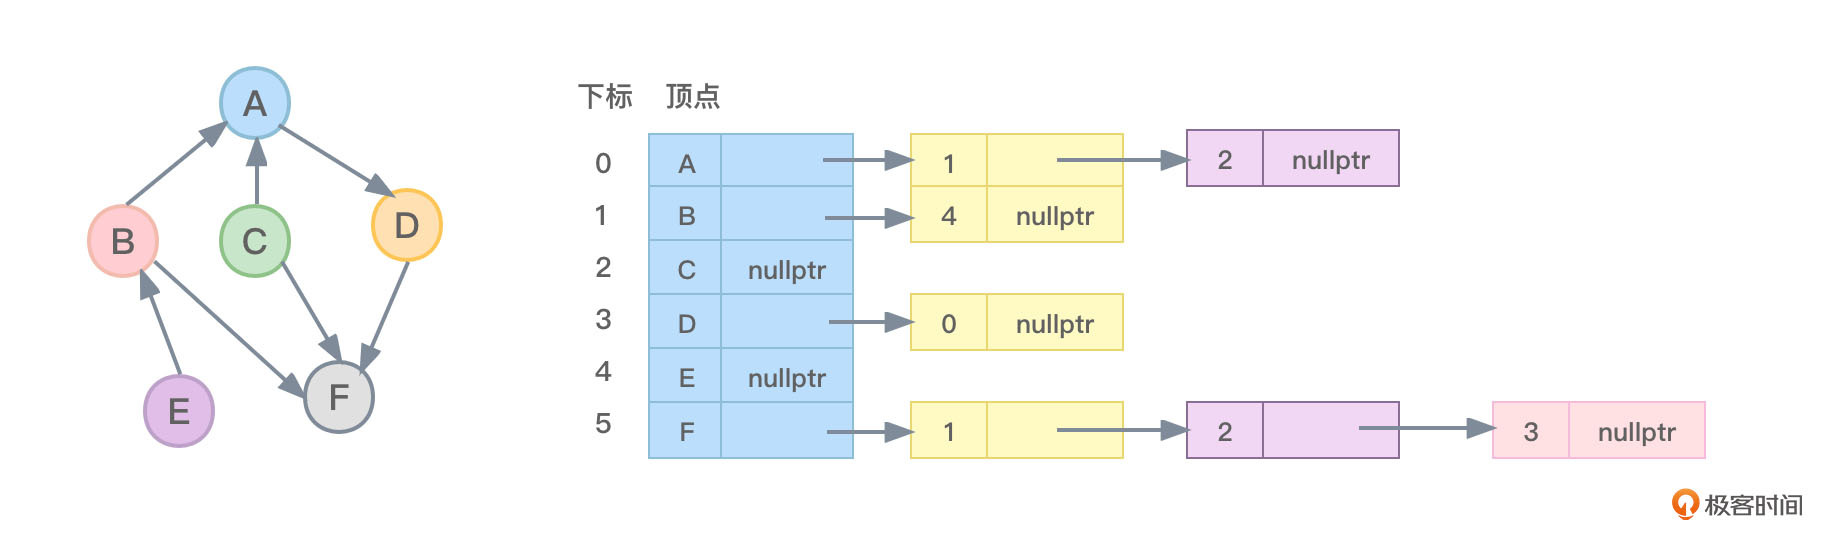 A
B
C
D
E
F
下标 顶点
0 A 1 2 nullptr
1 B 4 nullptr
2 C nullptr
3 D 0 nullptr
4 E nullptr
5 F 1 2 3 nullptr
极客时间